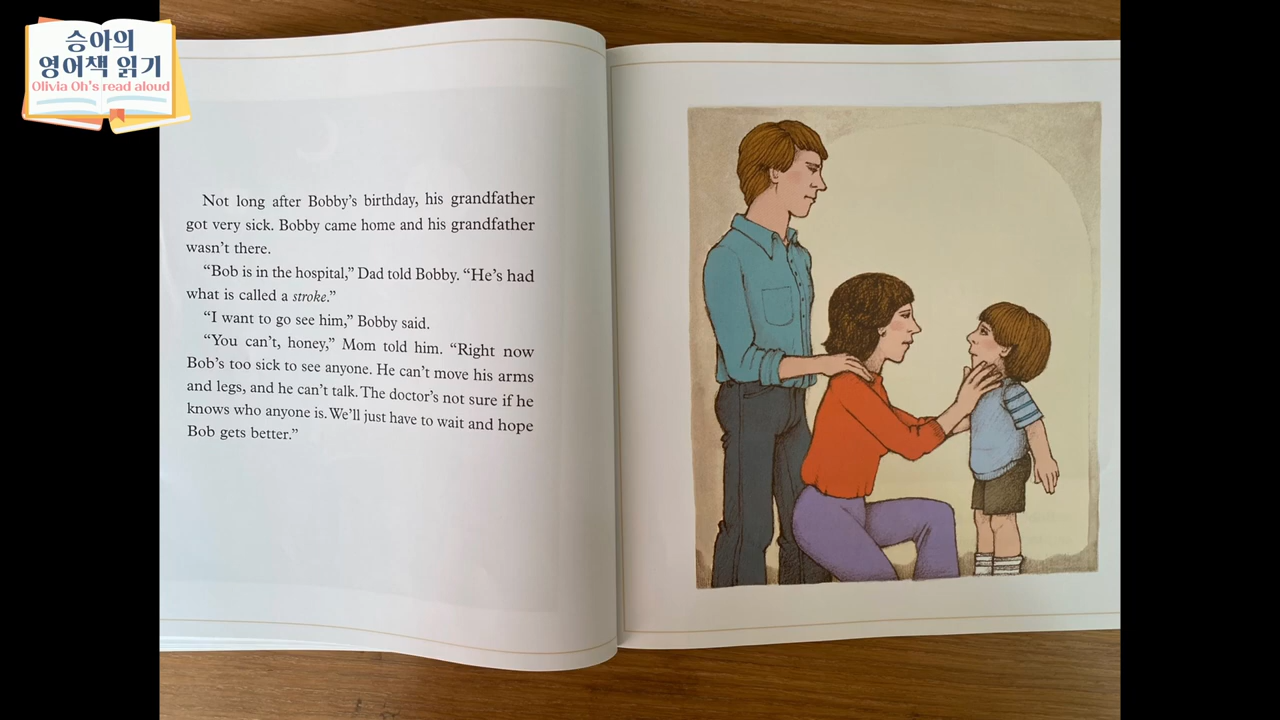 승아의
영어책 읽기
Olivia Oh's read aloud
Not long after Bobby's birthday, his grandfather
got very sick. Bobby came home and his grandfather
wasn't there.
"Bob is in the hospital," Dad told Bobby. "He's had
what is called a stroke."
"I want to go see him," Bobby said.
"You can't, honey," Mom told him. "Right now
Bob's too sick to see anyone. He can't move his arms
and legs, and he can't talk. The doctor's not sure if he
knows who anyone is. We'll just have to wait and hope
Bob gets better."